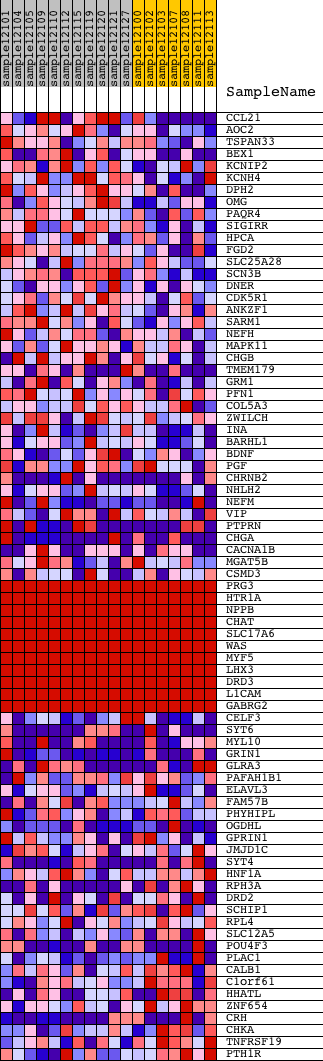 sample12101
sample12104
sample12105
sample12109
sample12110
sample12112
sample12115
sample12119
sample12120
sample12121
sample12127
sample12100
sample12102
sample12103
sample12107
sample12108
sample12111
sample12113
SampleName
CCL21
AOC2
TSPAN33
BEX1
KCNIP2
KCNH4
DPH2
OMG
PAQR4
SIGIRR
HPCA
FGD2
SLC25A28
SCN3B
DNER
CDK5R1
ANKZF1
SARM1
NEFH
MAPK11
CHGB
TMEM179
GRM1
PFN1
COL5A3
ZWILCH
INA
BARHL1
BDNF
PGF
CHRNB2
NHLH2
NEFM
VIP
PTPRN
CHGA
CACNA1B
MGAT5B
CSMD3
PRG3
HTR1A
NPPB
CHAT
SLC17A6
WAS
MYF5
LHX3
DRD3
L1CAM
GABRG2
CELF3
SYT6
MYL10
GRIN1
GLRA3
PAFAH1B1
ELAVL3
FAM57B
PHYHIPL
OGDHL
GPRIN1
JMJD1C
SYT4
HNF1A
RPH3A
DRD2
SCHIP1
RPL4
SLC12A5
POU4F3
PLAC1
CALB1
C1orf61
HHATL
ZNF654
CRH
CHKA
TNFRSF19
PTH1R